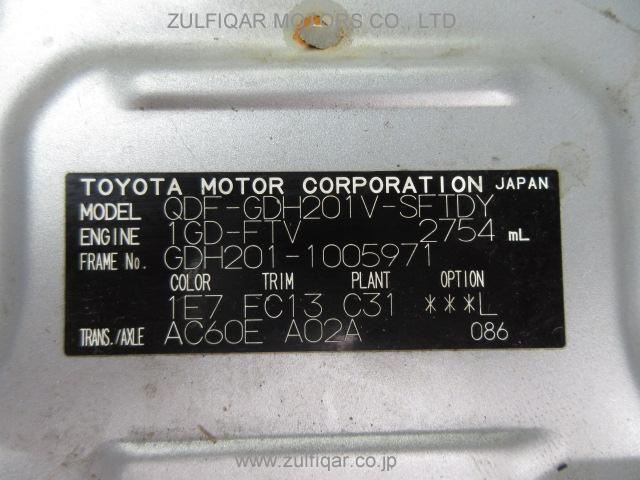 ZULFIQAR MOTORS CO.,LTD
TOYOTA MOTOR CORPORATION JAPAN
MODEL QDF-GDH201V-SFTDY
ENGINE 1GD-FTV 2754 mL
FRAME No. GDH201-1005971
COLOR TRIM PLANT OPTION
1E7 FC13 C31 ***L
TRANS./AXLE AC60E A02A 086
www.zulfiqar.co.jp